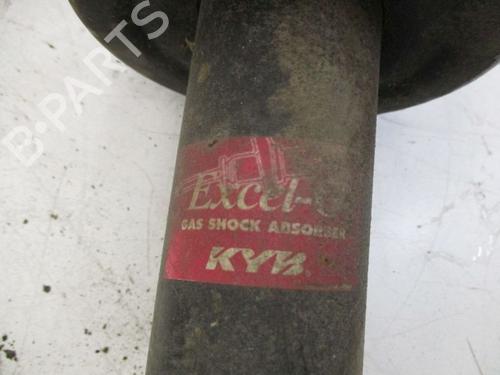 Excel-G
GAS SHOCK ABSORBER
KYB
B-PARTS